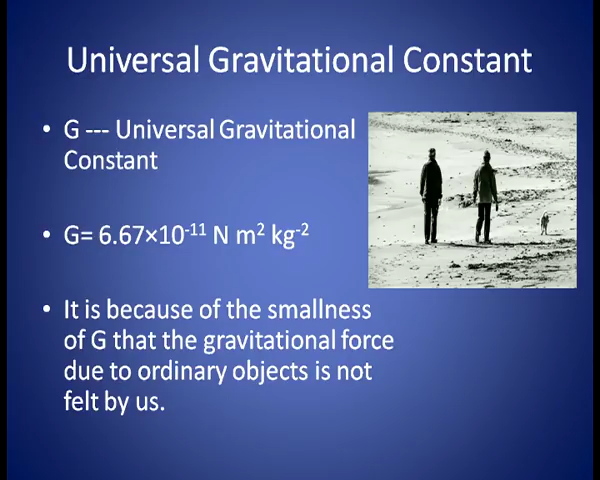 Universal Gravitational Constant
• G --- Universal Gravitational
Constant
• G= 6.67×10⁻¹¹ N m² kg⁻²
• It is because of the smallness
of G that the gravitational force
due to ordinary objects is not
felt by us.